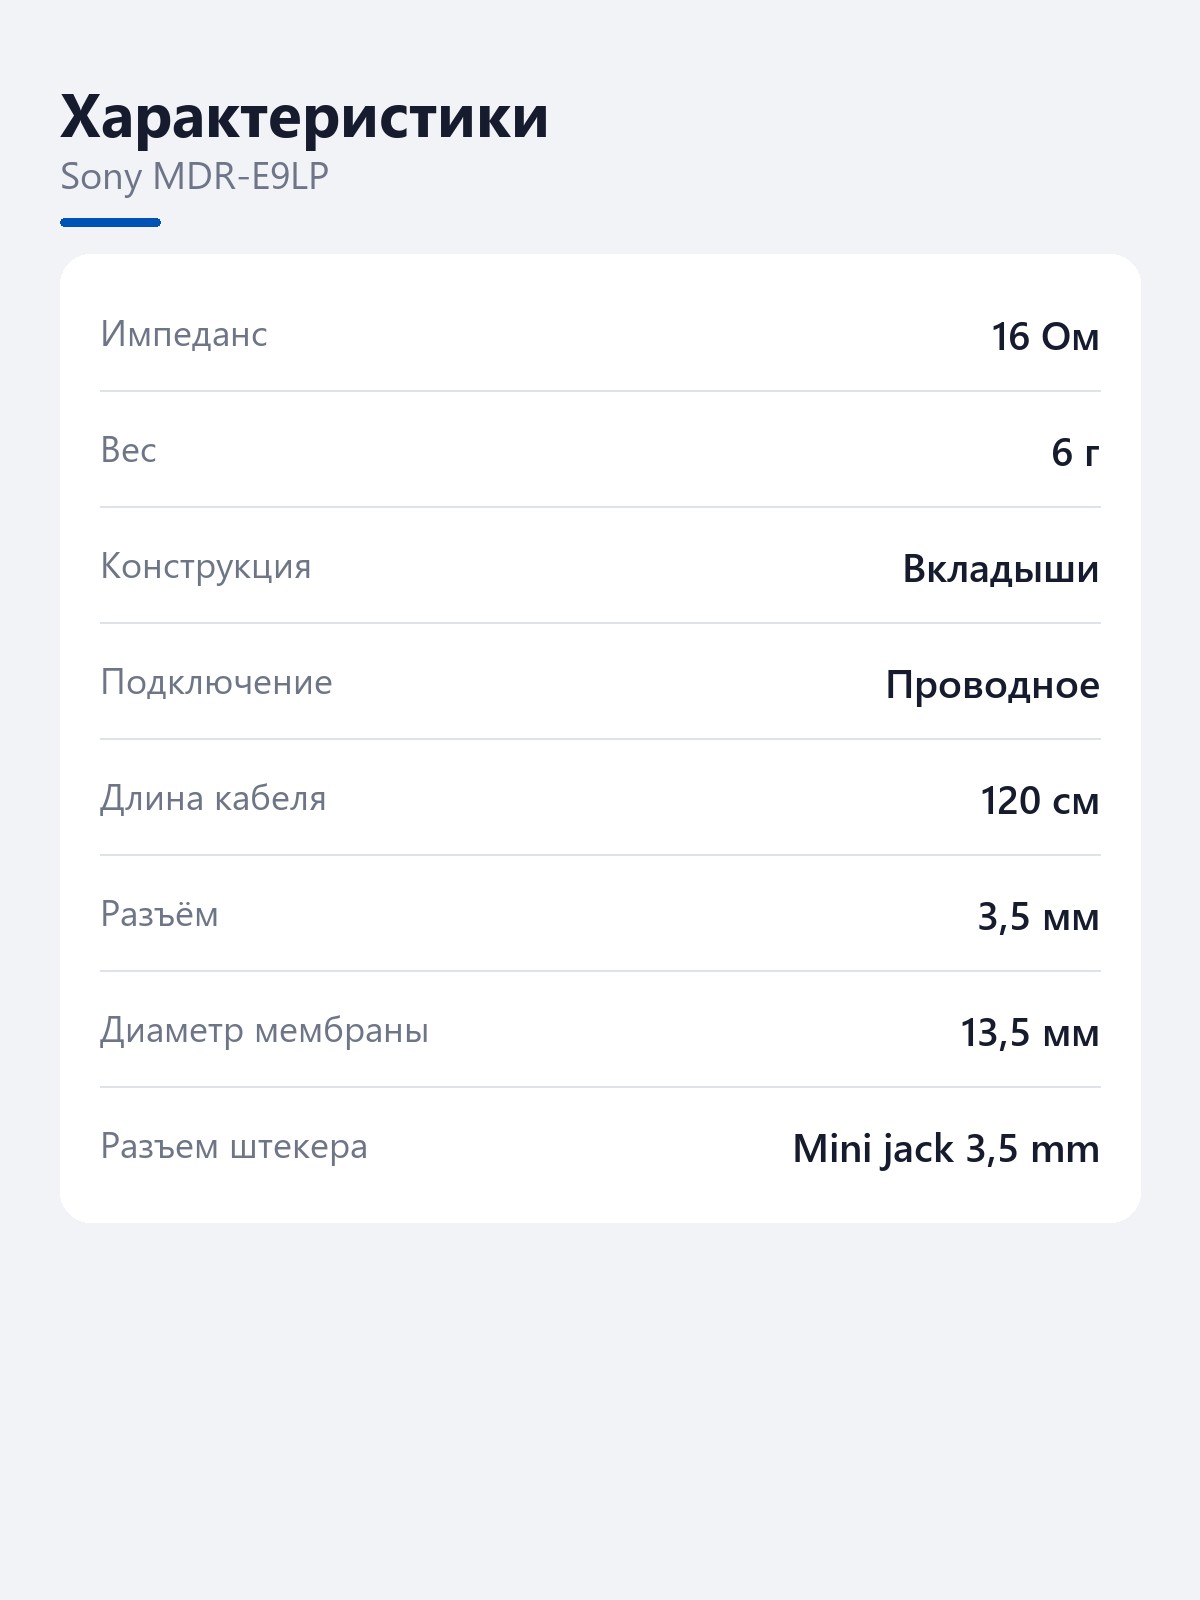 Характеристики
Sony MDR-E9LP
Импеданс 16 Ом
Вес 6 г
Конструкция Вкладыши
Подключение Проводное
Длина кабеля 120 см
Разъём 3,5 мм
Диаметр мембраны 13,5 мм
Разъем штекера Mini jack 3,5 mm